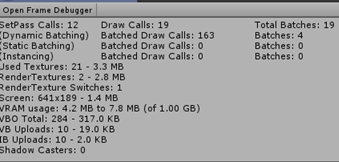 Open Frame Debugger
SetPass Calls: 12 Draw Calls: 19 Total Batches: 19
(Dynamic Batching) Batched Draw Calls: 163 Batches: 4
(Static Batching) Batched Draw Calls: 0 Batches: 0
(Instancing) Batched Draw Calls: 0 Batches: 0
Used Textures: 21 - 3.3 MB
RenderTextures: 2 - 2.8 MB
RenderTexture Switches: 1
Screen: 641x189 - 1.4 MB
VRAM usage: 4.2 MB to 7.8 MB (of 1.00 GB)
VBO Total: 284 - 317.0 KB
VB Uploads: 10 - 19.0 KB
IB Uploads: 10 - 2.0 KB
Shadow Casters: 0